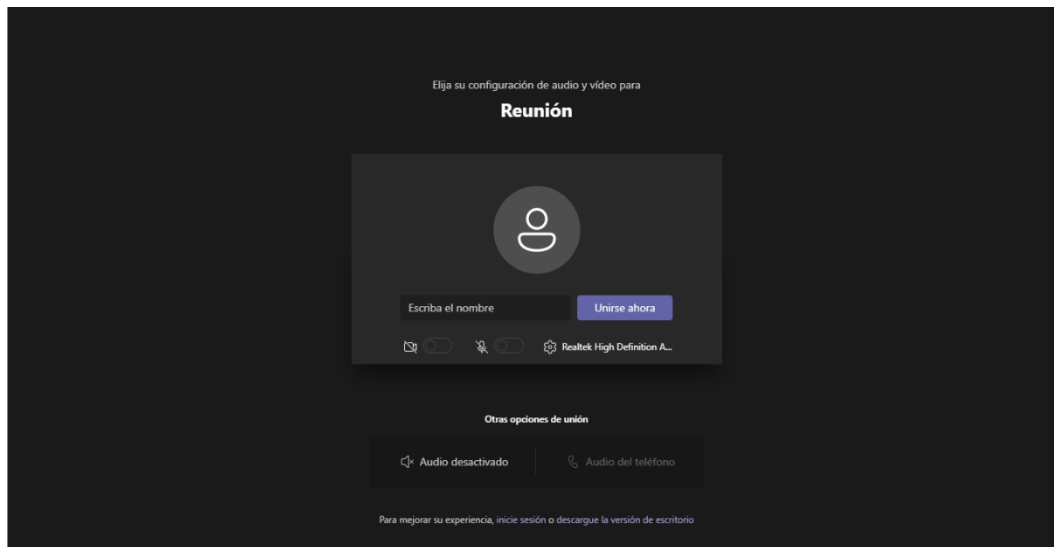 Elija su configuración de audio y vídeo para
Reunión
Escriba el nombre
Unirse ahora
Realtek High Definition A...
Otras opciones de unión
Audio desactivado
Audio del teléfono
Para mejorar su experiencia, inicie sesión o descargue la versión de escritorio